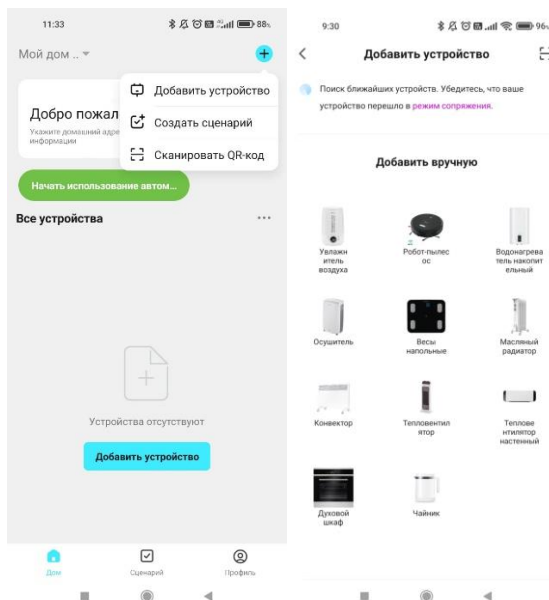 11:33
88%
Мой дом ..
Добавить устройство
Создать сценарий
Сканировать QR-код
Добро пожал
Укажите домашний адре
информации
Начать использование автом...
Все устройства
Устройства отсутствуют
Добавить устройство
Дом
Сценарий
Профиль
9:30
96%
Добавить устройство
Поиск ближайших устройств. Убедитесь, что ваше
устройство перешло в режим сопряжения.
Добавить вручную
Увлажн
итель
воздуха
Робот-пылес
ос
Водонагрева
тель накопит
ельный
Осушитель
Весы
напольные
Масляный
радиатор
Конвектор
Тепловентил
ятор
Теплове
нтилятор
настенный
Духовой
шкаф
Чайник